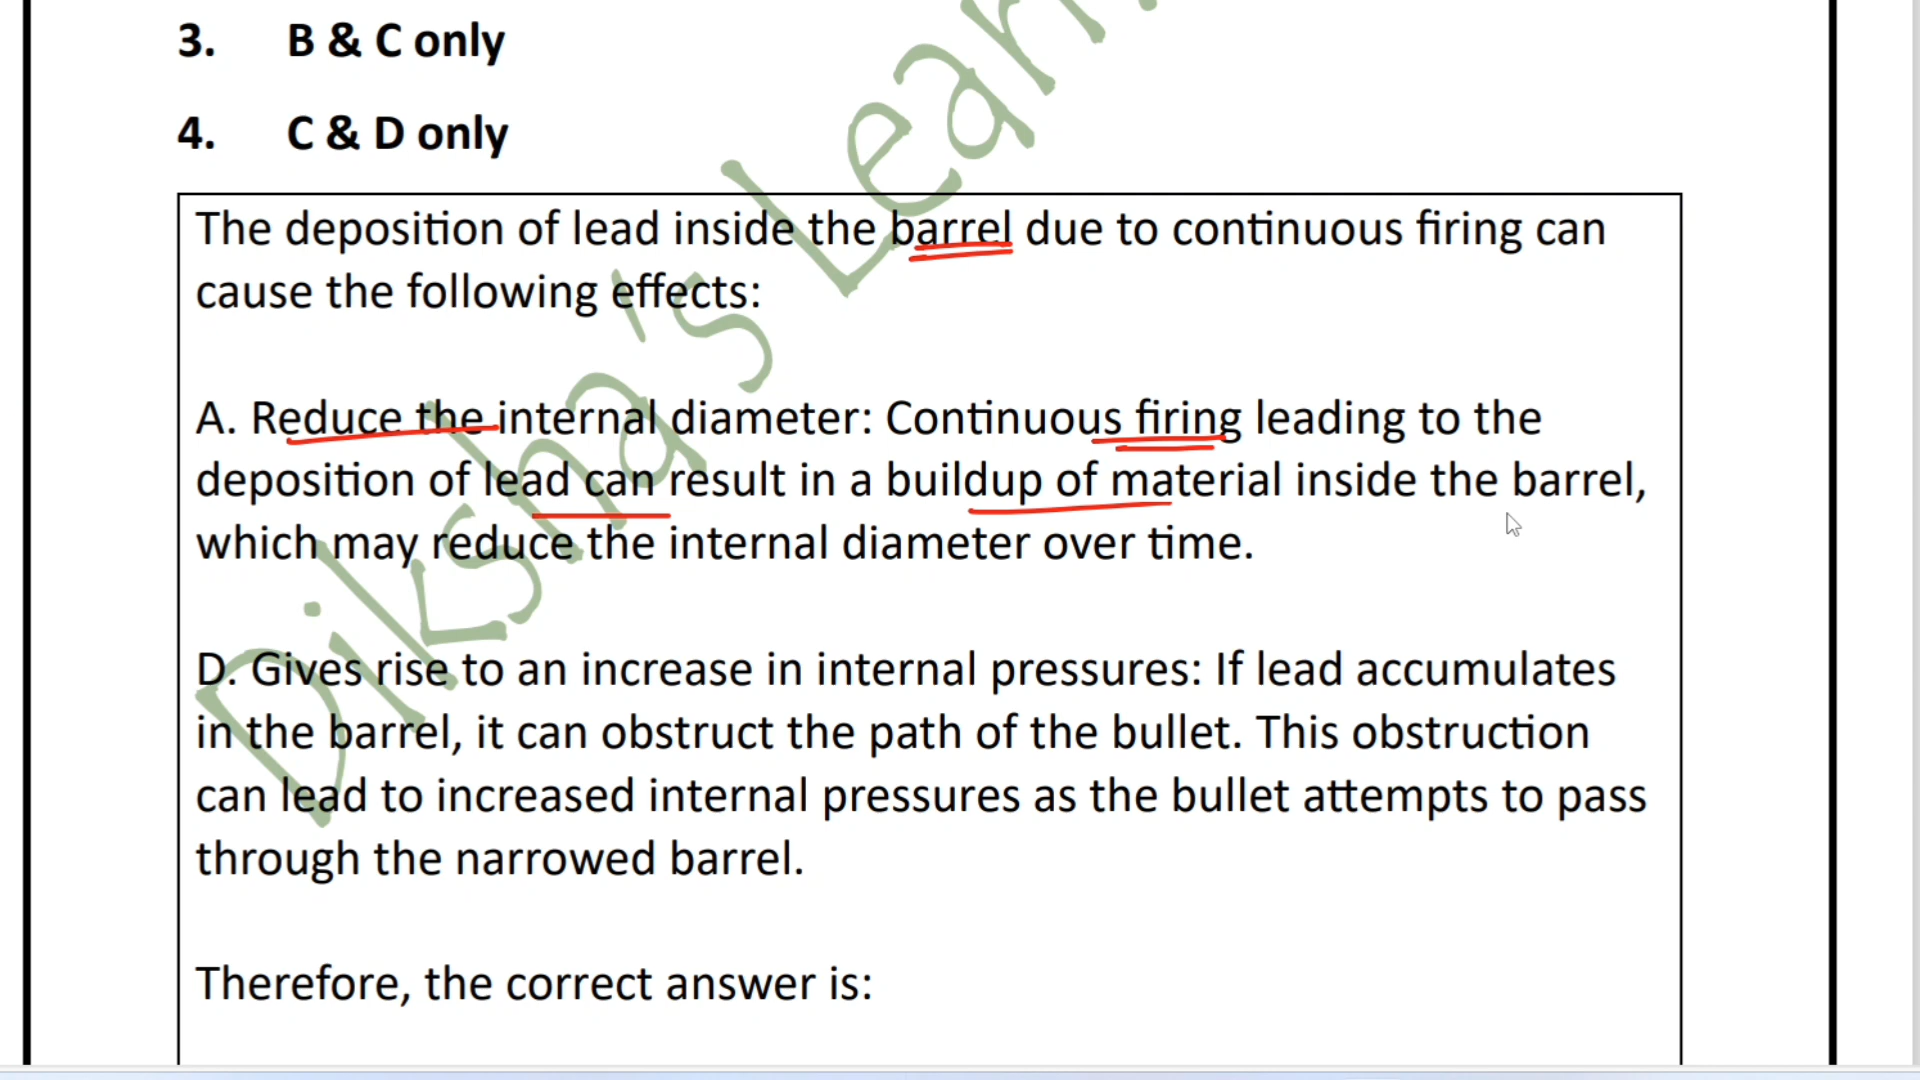 3. B & C only
4. C & D only
The deposition of lead inside the barrel due to continuous firing can
cause the following effects:
A. Reduce the internal diameter: Continuous firing leading to the
deposition of lead can result in a buildup of material inside the barrel,
which may reduce the internal diameter over time.
D. Gives rise to an increase in internal pressures: If lead accumulates
in the barrel, it can obstruct the path of the bullet. This obstruction
can lead to increased internal pressures as the bullet attempts to pass
through the narrowed barrel.
Therefore, the correct answer is:
Diksha's